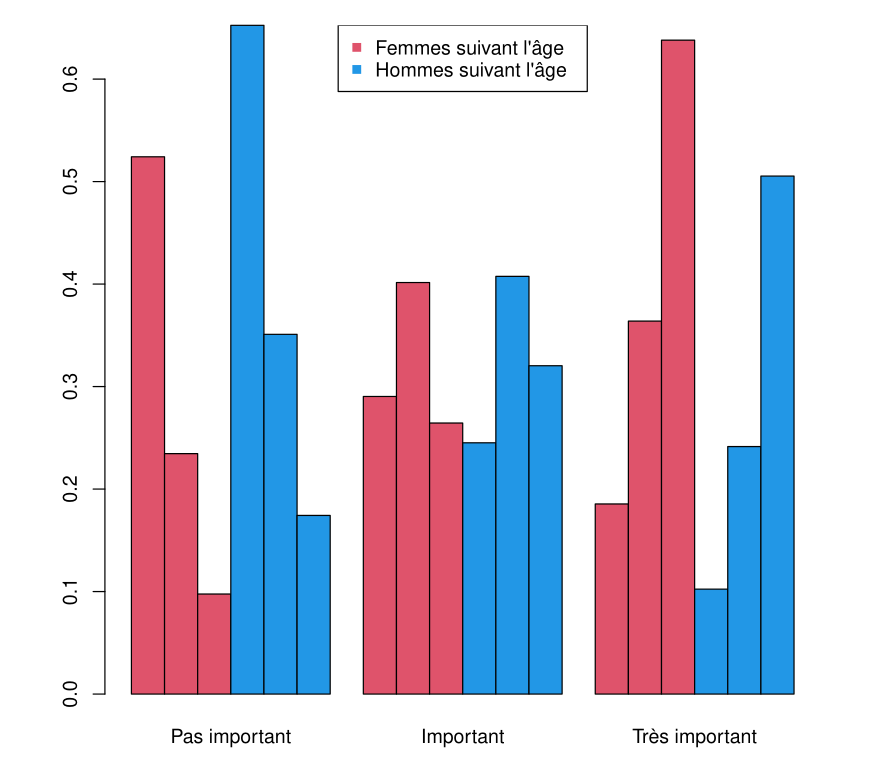 Femmes suivant l'âge
Hommes suivant l'âge
0.6
0.5
0.4
0.3
0.2
0.1
0.0
Pas important
Important
Très important